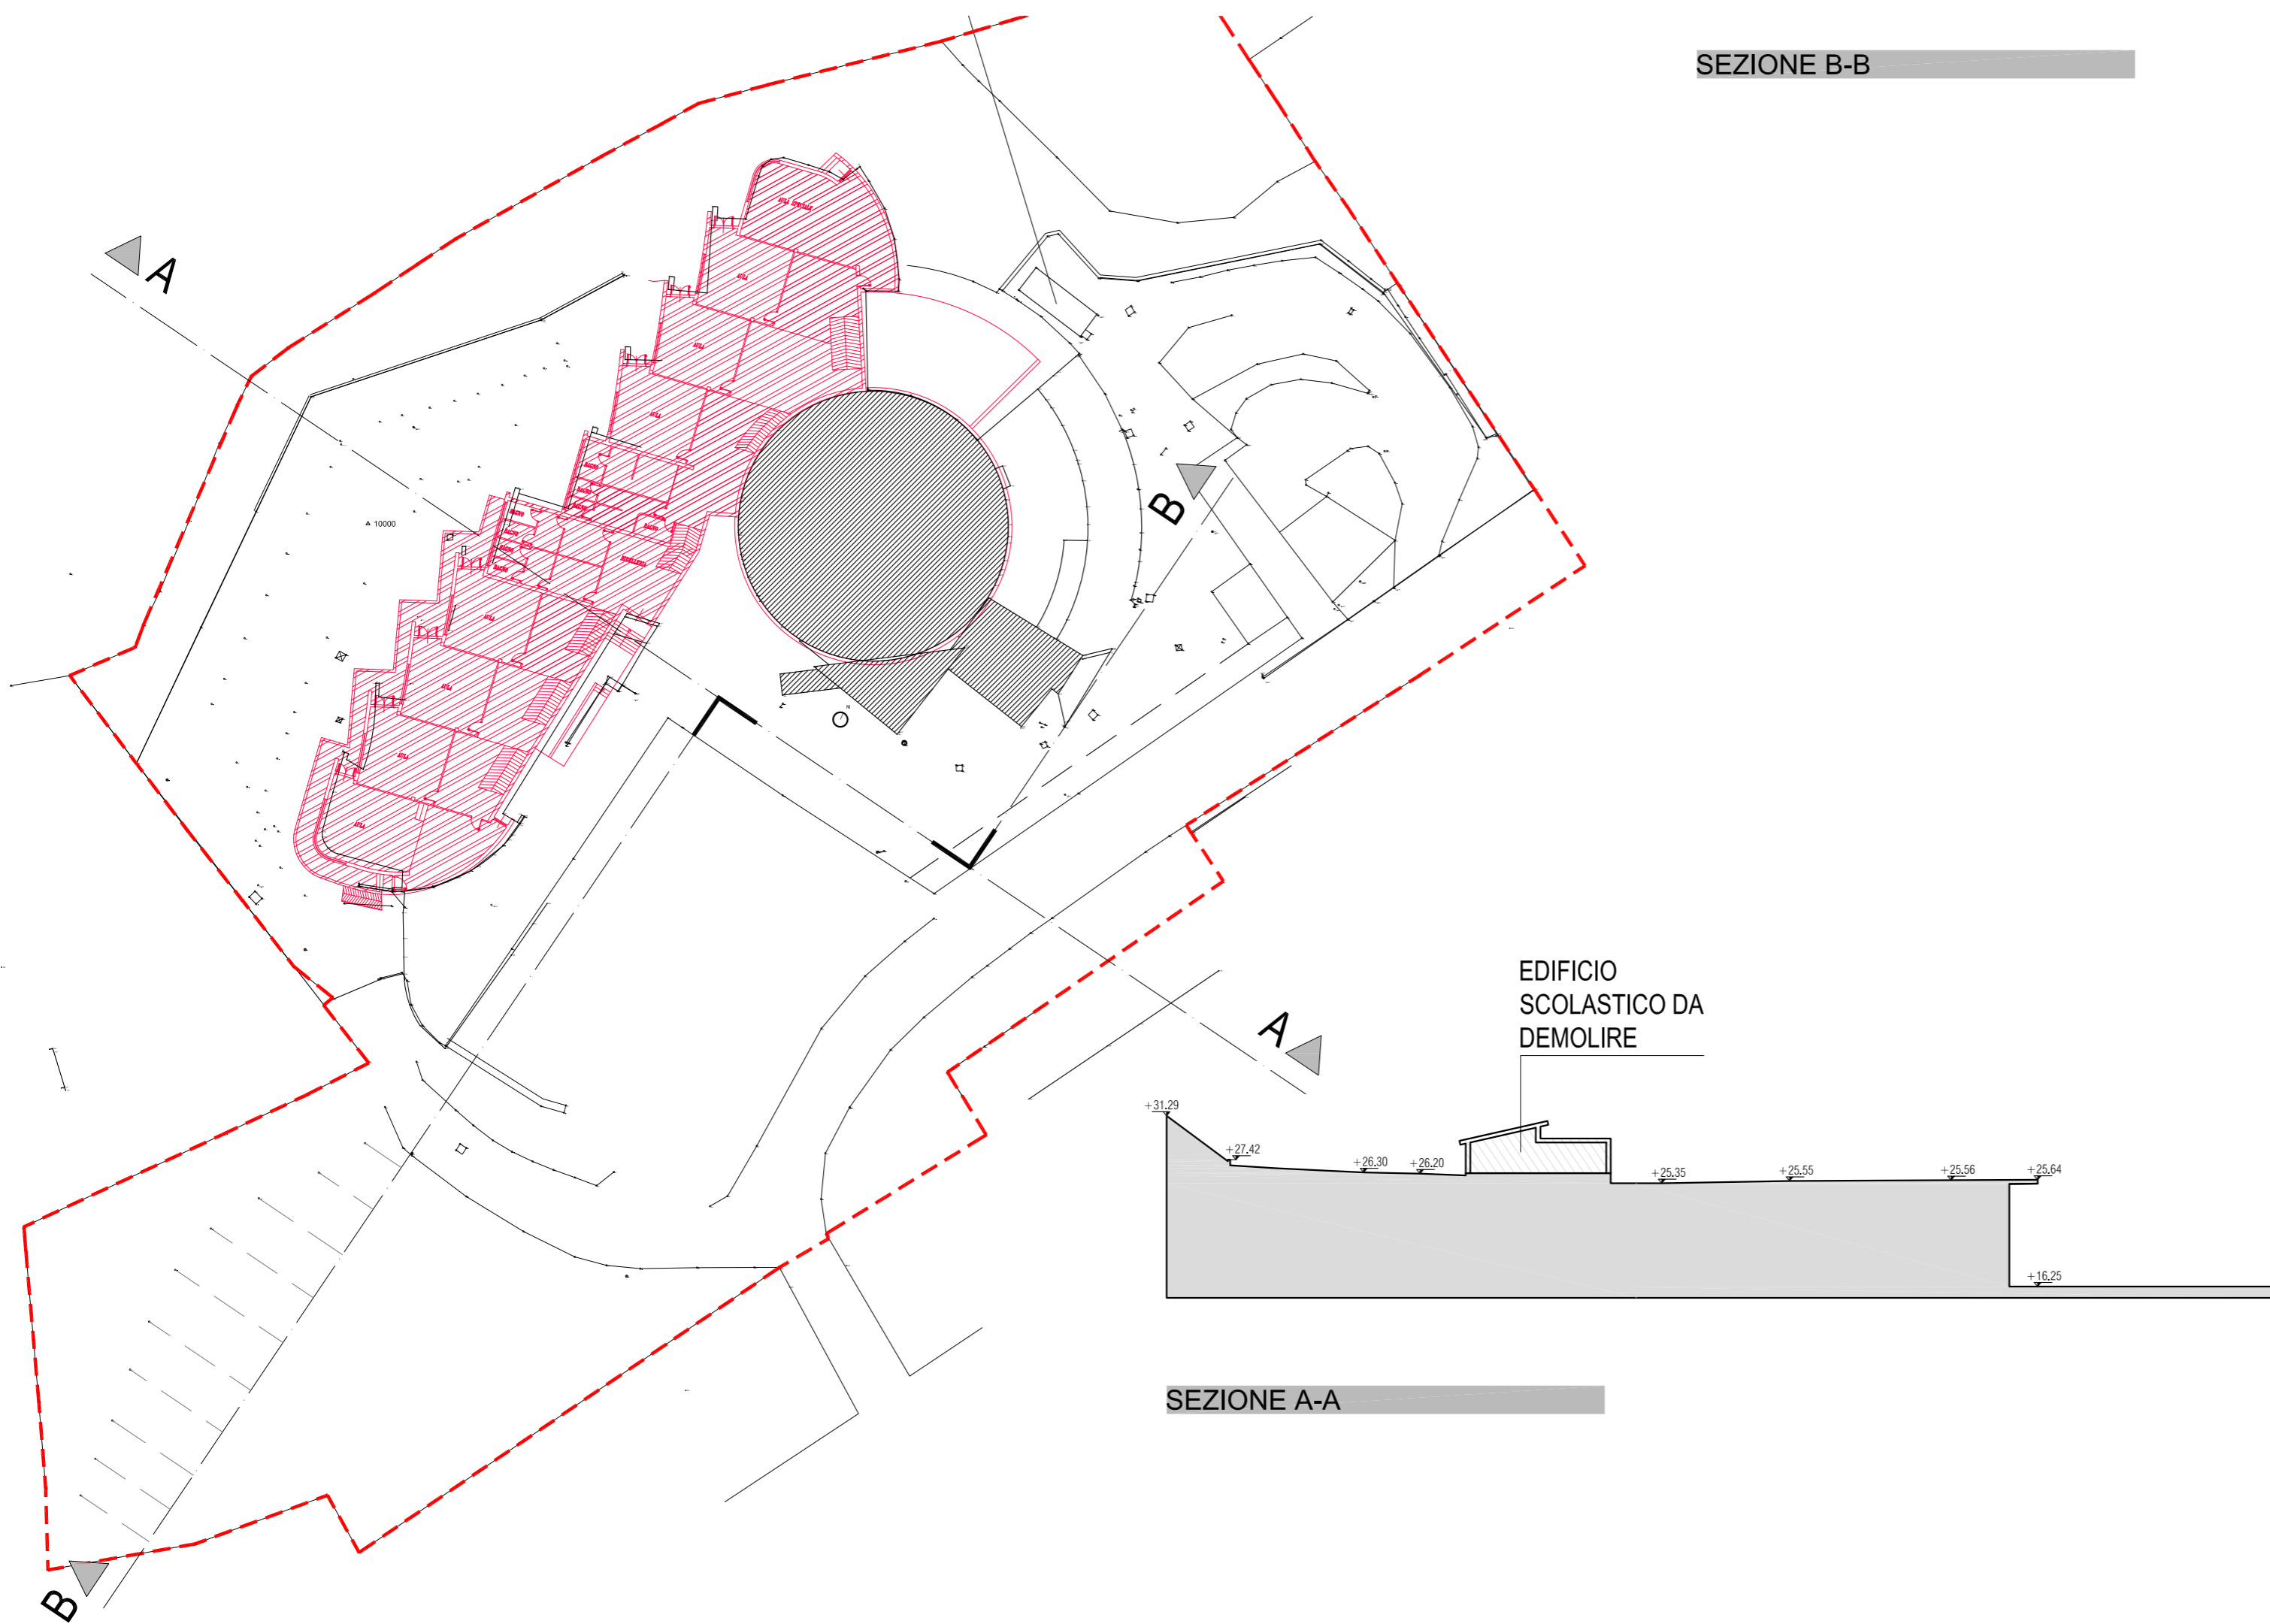 SEZIONE B-B
A
10000
B
EDIFICIO
SCOLASTICO DA
DEMOLIRE
A
+31.29
+27.42
+26.30
+26.20
+25.35
+25.55
+25.56
+25.64
+16.25
SEZIONE A-A
B